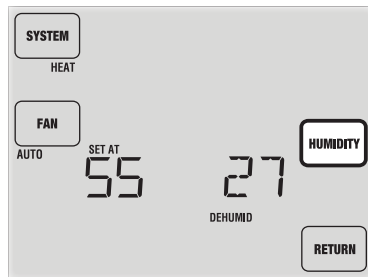 SYSTEM
HEAT
FAN
AUTO
SET AT
55
27
DEHUMID
HUMIDITY
RETURN